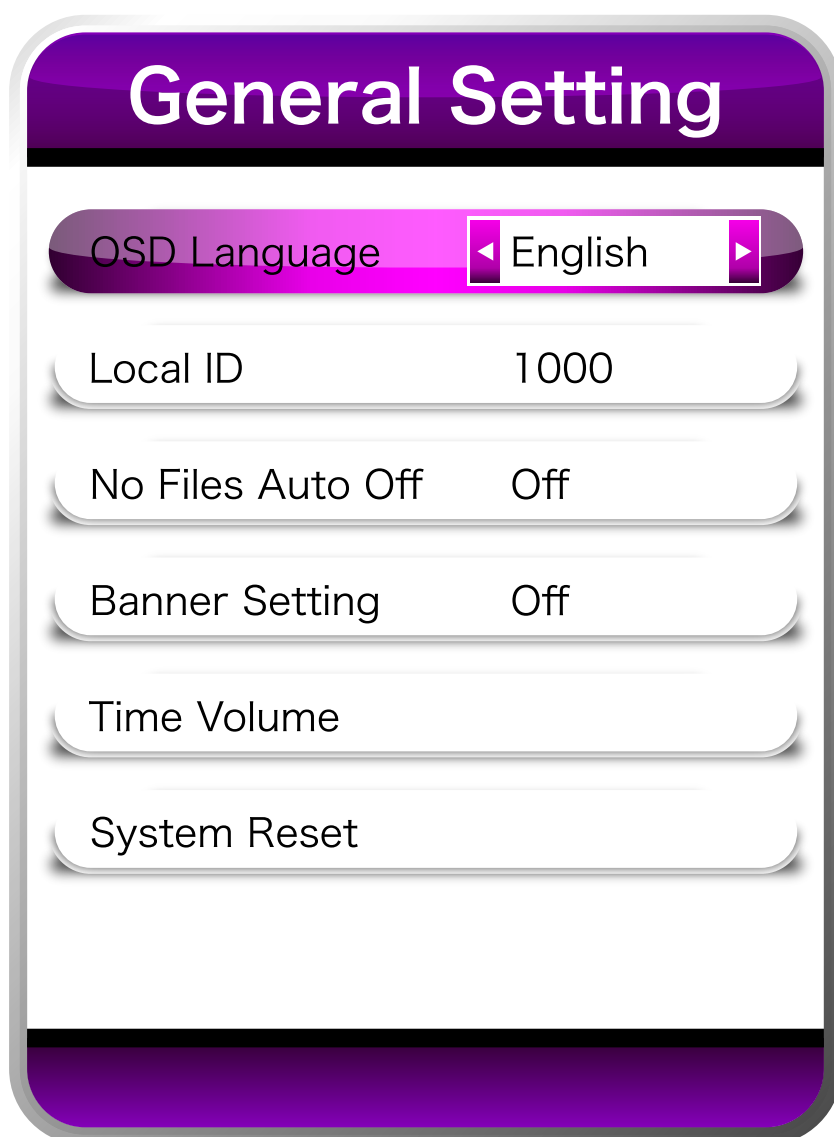 General Setting
OSD Language English
Local ID 1000
No Files Auto Off Off
Banner Setting Off
Time Volume
System Reset